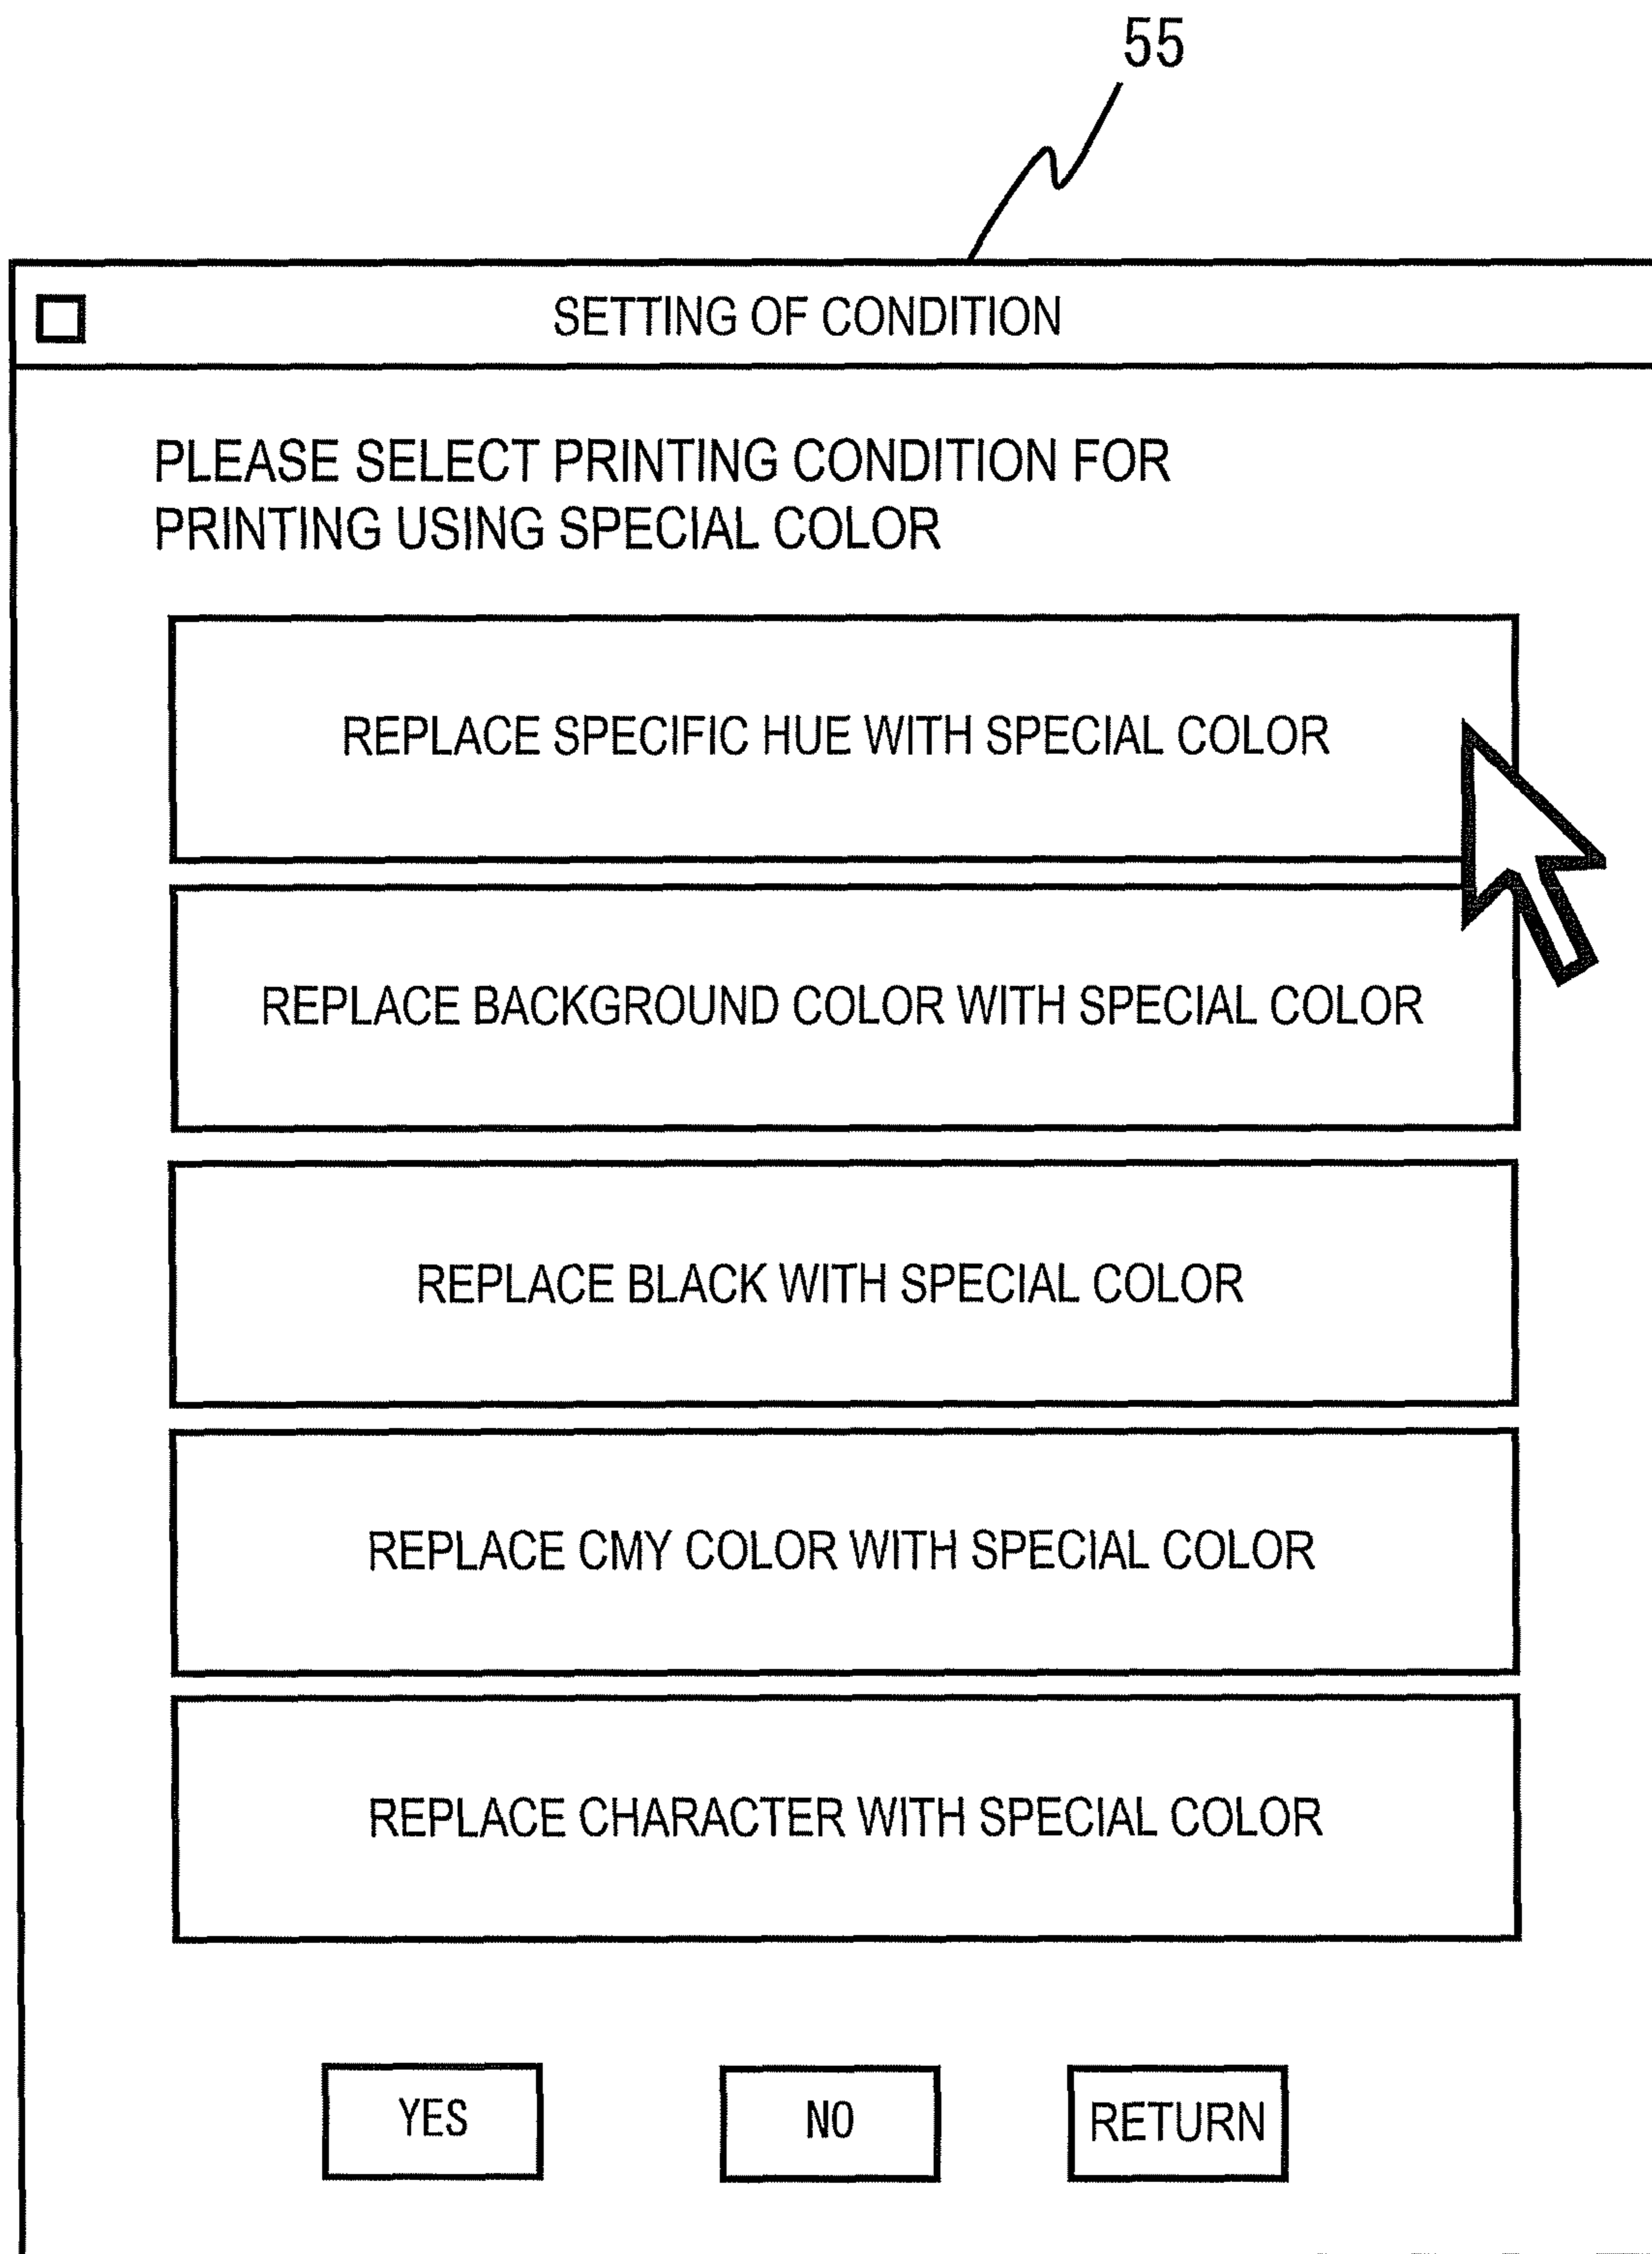 55
SETTING OF CONDITION
PLEASE SELECT PRINTING CONDITION FOR
PRINTING USING SPECIAL COLOR
REPLACE SPECIFIC HUE WITH SPECIAL COLOR
REPLACE BACKGROUND COLOR WITH SPECIAL COLOR
REPLACE BLACK WITH SPECIAL COLOR
REPLACE CMY COLOR WITH SPECIAL COLOR
REPLACE CHARACTER WITH SPECIAL COLOR
YES NO RETURN